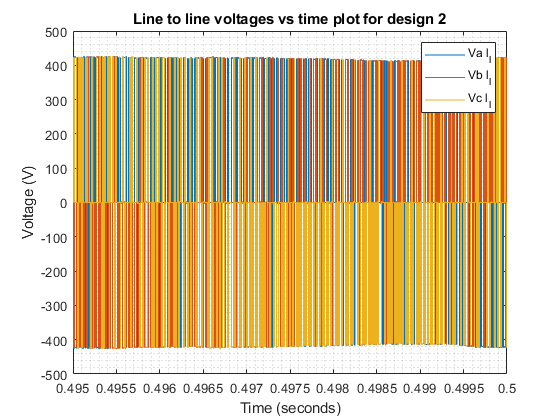 Line to line voltages vs time plot for design 2
Voltage (V)
500
400
300
200
100
0
-100
-200
-300
-400
-500
Va l_l
Vb l_l
Vc l_l
0.495 0.4955 0.496 0.4965 0.497 0.4975 0.498 0.4985 0.499 0.4995 0.5
Time (seconds)